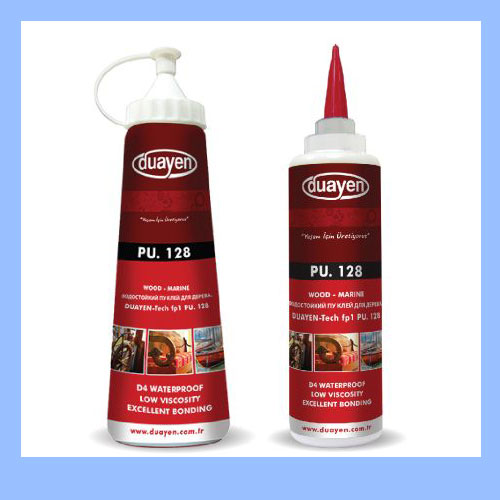 duayen
"Yaşam İçin Üretiyoruz"
PU. 128
WOOD - MARINE
ВОДОСТОЙКИЙ ПУ КЛЕЙ ДЛЯ ДЕРЕВА.
DUAYEN-Tech fp1 PU. 128
D4 WATERPROOF
LOW VISCOSITY
EXCELLENT BONDING
www.duayen.com.tr
duayen
"Yaşam İçin Üretiyoruz"
PU. 128
WOOD - MARINE
ВОДОСТОЙКИЙ ПУ КЛЕЙ ДЛЯ ДЕРЕВА.
DUAYEN-Tech fp1 PU. 128
D4 WATERPROOF
LOW VISCOSITY
EXCELLENT BONDING
www.duayen.com.tr